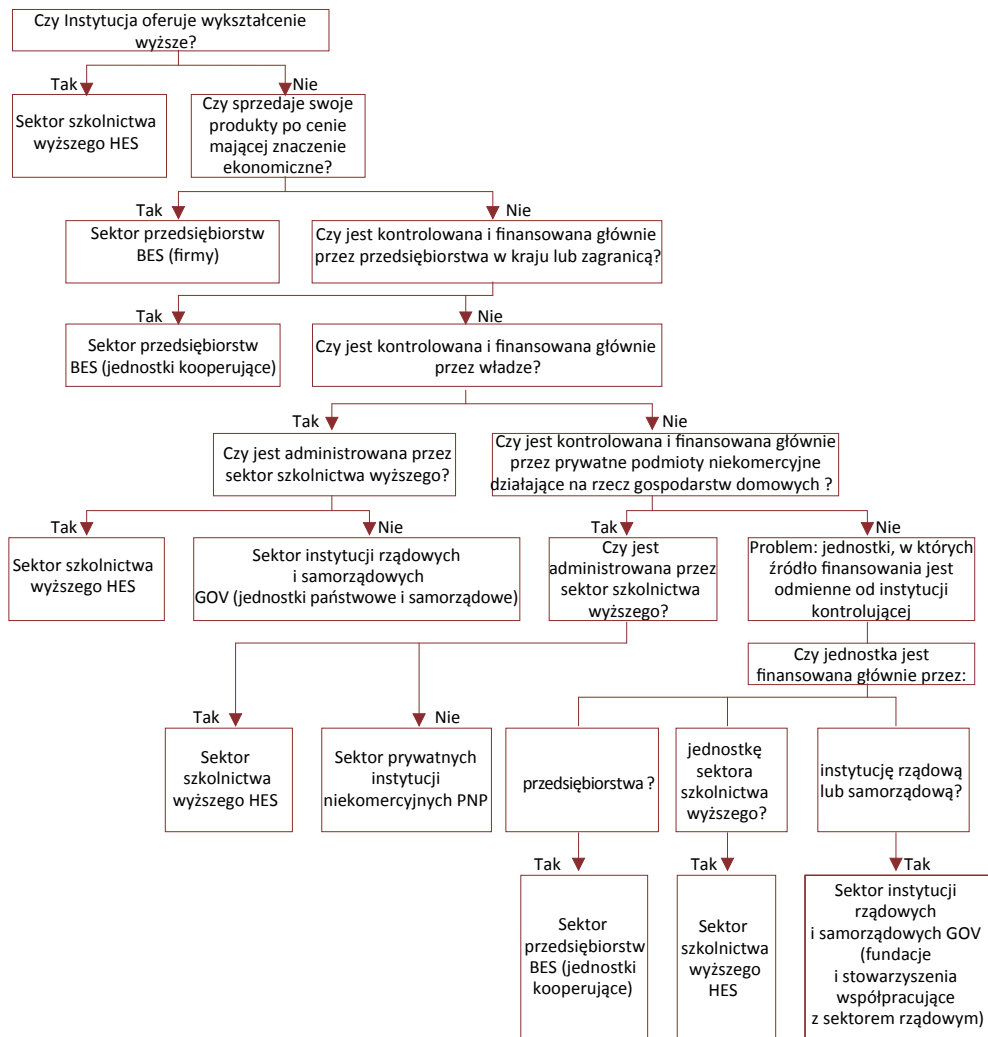 Czy Instytucja oferuje wykształcenie
wyższe?
Tak
Nie
Sektor szkolnictwa
wyższego HES
Czy sprzedaje swoje
produkty po cenie
mającej znaczenie
ekonomiczne?
Tak
Nie
Sektor przedsiębiorstw
BES (firmy)
Czy jest kontrolowana i finansowana głównie
przez przedsiębiorstwa w kraju lub zagranicą?
Tak
Nie
Sektor przedsiębiorstw
BES (jednostki kooperujące)
Czy jest kontrolowana i finansowana głównie
przez władze?
Tak
Nie
Czy jest administrowana przez
sektor szkolnictwa wyższego?
Czy jest kontrolowana i finansowana głównie
przez prywatne podmioty niekomercyjne
działające na rzecz gospodarstw domowych ?
Tak
Nie
Tak
Nie
Sektor szkolnictwa
wyższego HES
Sektor instytucji rządowych
i samorządowych
GOV (jednostki państwowe i samorządowe)
Czy jest
administrowana przez
sektor szkolnictwa
wyższego?
Problem: jednostki, w których
źródło finansowania jest
odmienne od instytucji
kontrolującej
Czy jednostka jest
finansowana głównie przez:
Tak
Nie
Sektor
szkolnictwa
wyższego HES
Sektor prywatnych
instytucji
niekomercyjnych PNP
przedsiębiorstwa ?
jednostkę
sektora
szkolnictwa
wyższego?
instytucję rządową
lub samorządową?
Tak
Tak
Tak
Sektor
przedsiębiorstw
BES (jednostki
kooperujące)
Sektor
szkolnictwa
wyższego
HES
Sektor instytucji
rządowych
i samorządowych GOV
(fundacje
i stowarzyszenia
współpracujące
z sektorem rządowym)